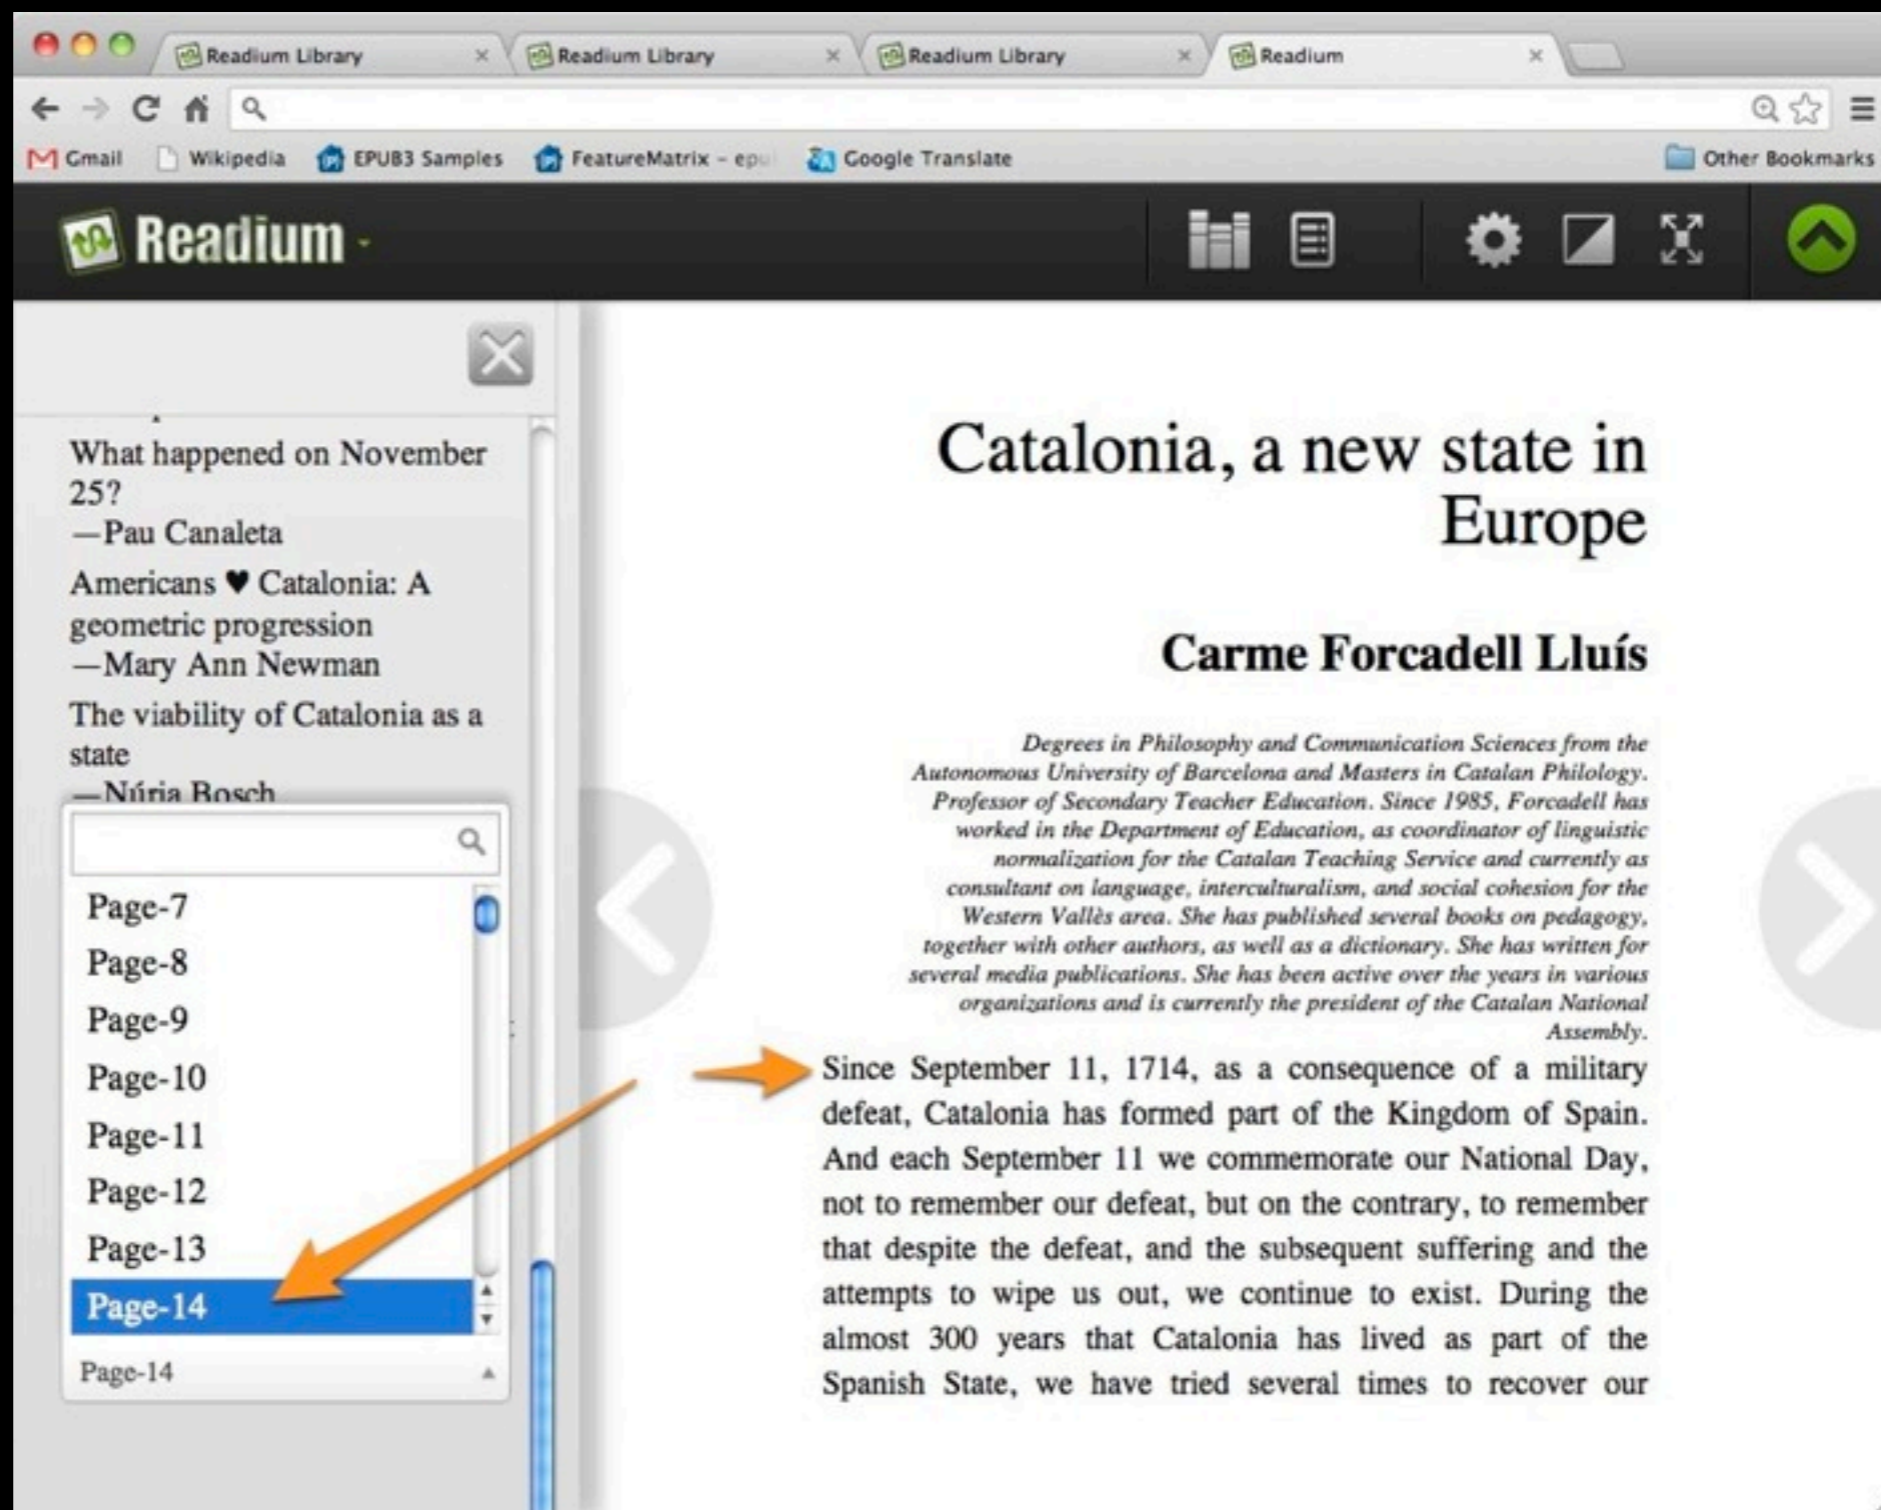 Readium Library
Readium Library
Readium Library
Readium
Gmail
Wikipedia
EPUB3 Samples
FeatureMatrix – epu
Google Translate
Other Bookmarks
Readium
What happened on November
25?
—Pau Canaleta
Americans ♥ Catalonia: A
geometric progression
—Mary Ann Newman
The viability of Catalonia as a
state
—Núria Bosch
Page-7
Page-8
Page-9
Page-10
Page-11
Page-12
Page-13
Page-14
Page-14
Catalonia, a new state in
Europe
Carme Forcadell Lluís
Degrees in Philosophy and Communication Sciences from the
Autonomous University of Barcelona and Masters in Catalan Philology.
Professor of Secondary Teacher Education. Since 1985, Forcadell has
worked in the Department of Education, as coordinator of linguistic
normalization for the Catalan Teaching Service and currently as
consultant on language, interculturalism, and social cohesion for the
Western Vallès area. She has published several books on pedagogy,
together with other authors, as well as a dictionary. She has written for
several media publications. She has been active over the years in various
organizations and is currently the president of the Catalan National
Assembly.
Since September 11, 1714, as a consequence of a military
defeat, Catalonia has formed part of the Kingdom of Spain.
And each September 11 we commemorate our National Day,
not to remember our defeat, but on the contrary, to remember
that despite the defeat, and the subsequent suffering and the
attempts to wipe us out, we continue to exist. During the
almost 300 years that Catalonia has lived as part of the
Spanish State, we have tried several times to recover our